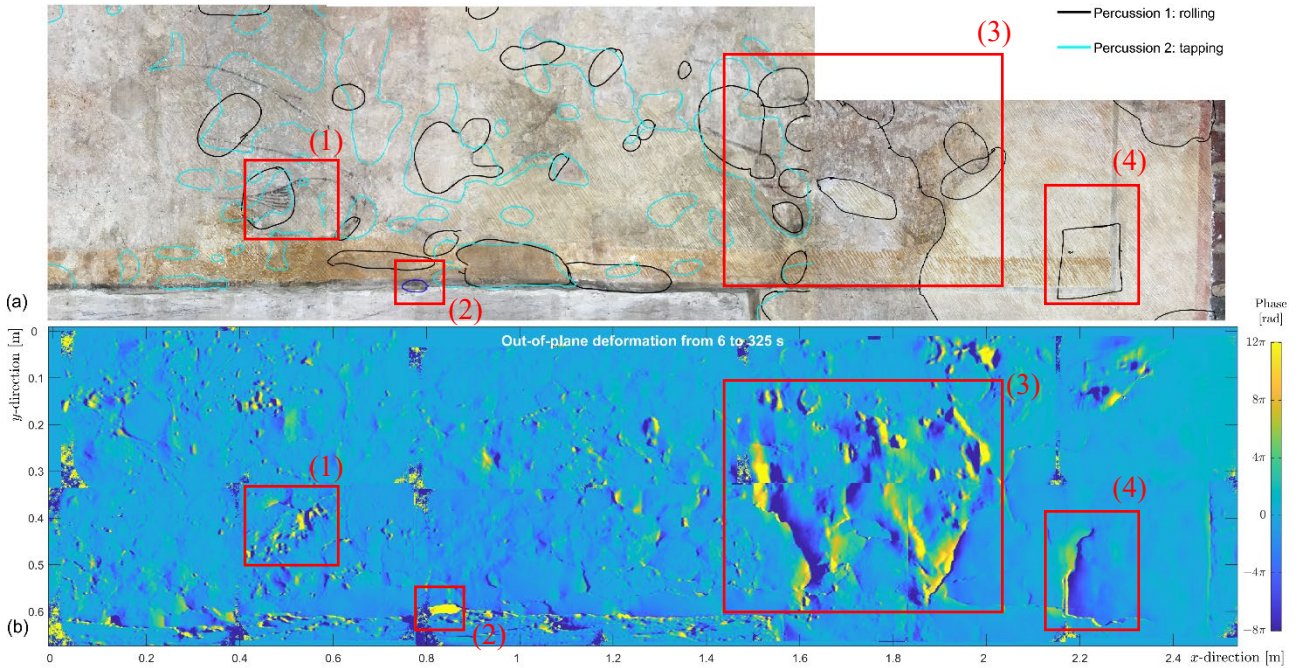 Percussion 1: rolling
Percussion 2: tapping
(3)
(1)
(4)
(2)
(a)
Out-of-plane deformation from 6 to 325 s
Phase
[rad]
12π
8π
4π
0
−4π
−8π
y-direction [m]
0
0.1
0.2
0.3
0.4
0.5
0.6
(3)
(1)
(4)
(2)
(b)
0 0.2 0.4 0.6 0.8 1 1.2 1.4 1.6 1.8 2 2.2 2.4 x-direction [m]